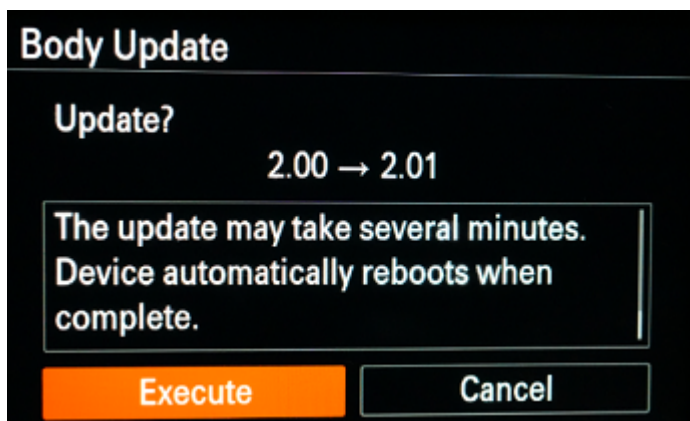 Body Update
Update?
2.00 → 2.01
The update may take several minutes.
Device automatically reboots when
complete.
Execute
Cancel